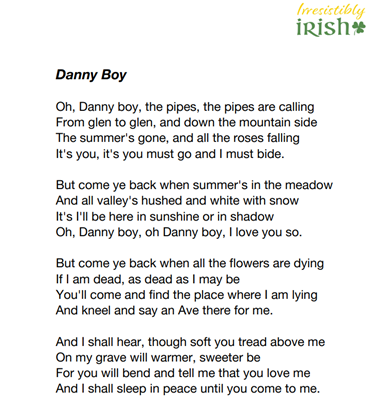 Irresistibly
iRiSH
Danny Boy
Oh, Danny boy, the pipes, the pipes are calling
From glen to glen, and down the mountain side
The summer's gone, and all the roses falling
It's you, it's you must go and I must bide.
But come ye back when summer's in the meadow
And all valley's hushed and white with snow
It's I'll be here in sunshine or in shadow
Oh, Danny boy, oh Danny boy, I love you so.
But come ye back when all the flowers are dying
If I am dead, as dead as I may be
You'll come and find the place where I am lying
And kneel and say an Ave there for me.
And I shall hear, though soft you tread above me
On my grave will warmer, sweeter be
For you will bend and tell me that you love me
And I shall sleep in peace until you come to me.